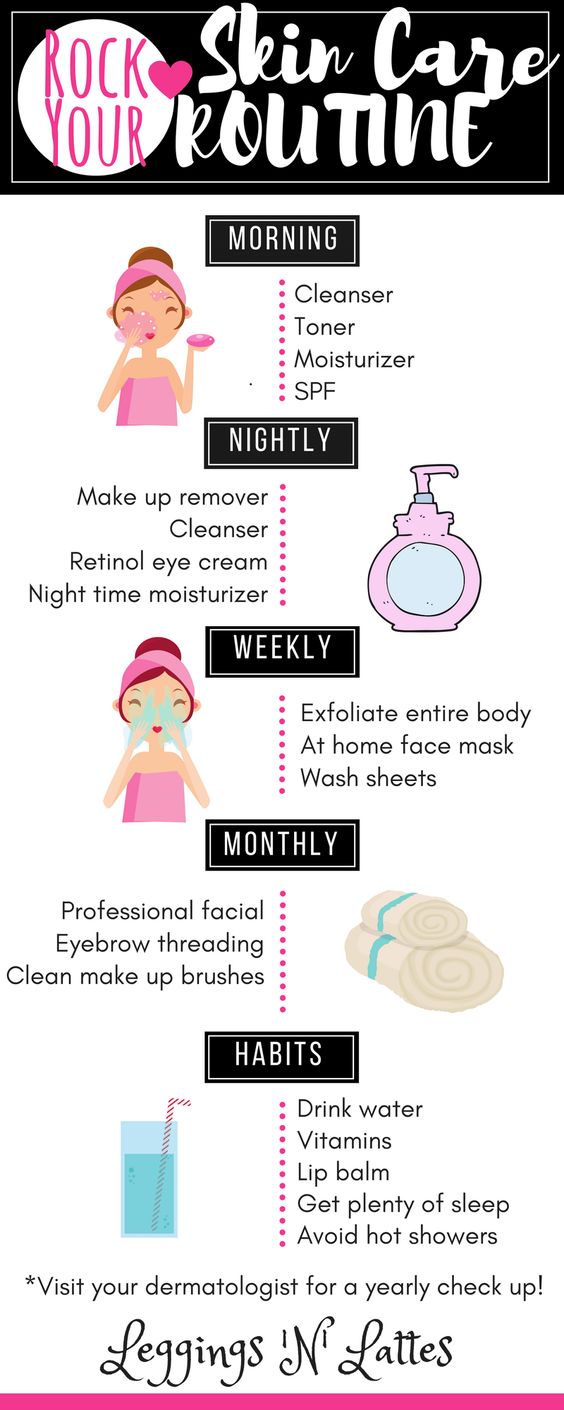 ROCK Skin Care
YOUR ROUTINE
MORNING
Cleanser
Toner
Moisturizer
SPF
NIGHTLY
Make up remover
Cleanser
Retinol eye cream
Night time moisturizer
WEEKLY
Exfoliate entire body
At home face mask
Wash sheets
MONTHLY
Professional facial
Eyebrow threading
Clean make up brushes
HABITS
Drink water
Vitamins
Lip balm
Get plenty of sleep
Avoid hot showers
*Visit your dermatologist for a yearly check up!
Leggings 'N' Lattes